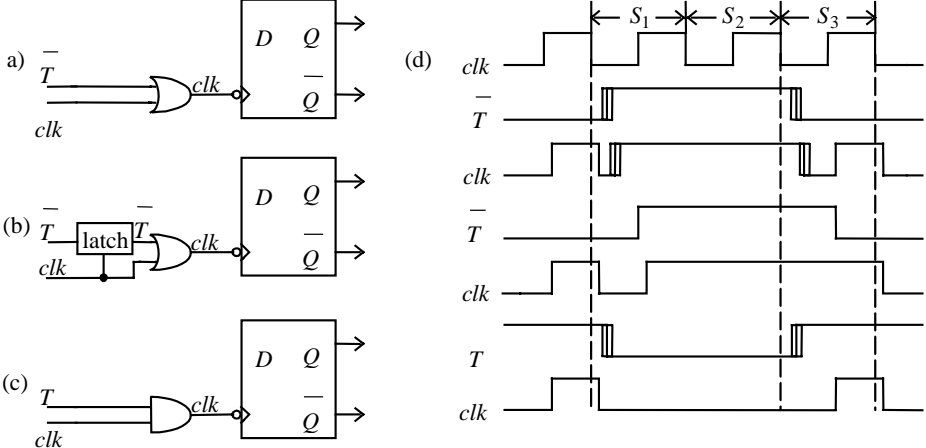 a)
T̅
clk
clk
D Q
Q̅
(b)
T̅
latch
T̅
clk
clk
D Q
Q̅
(c)
T
clk
clk
D Q
Q̅
(d)
S1 S2 S3
clk
T̅
clk
T̅
clk
T
clk